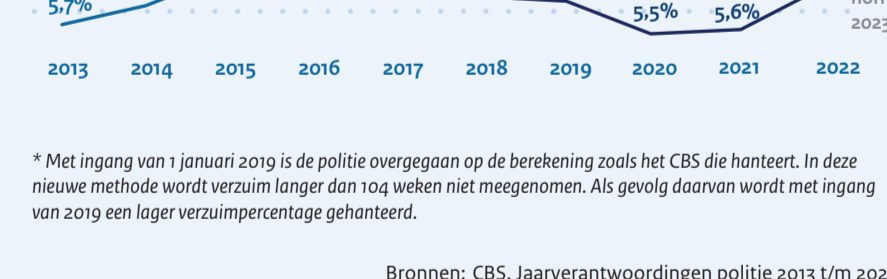 5,7%
5,5% 5,6%
2013 2014 2015 2016 2017 2018 2019 2020 2021 2022
* Met ingang van 1 januari 2019 is de politie overgegaan op de berekening zoals het CBS die hanteert. In deze
nieuwe methode wordt verzuim langer dan 104 weken niet meegenomen. Als gevolg daarvan wordt met ingang
van 2019 een lager verzuimpercentage gehanteerd.
Bronnen: CBS, Jaarverantwoordingen politie 2013 t/m